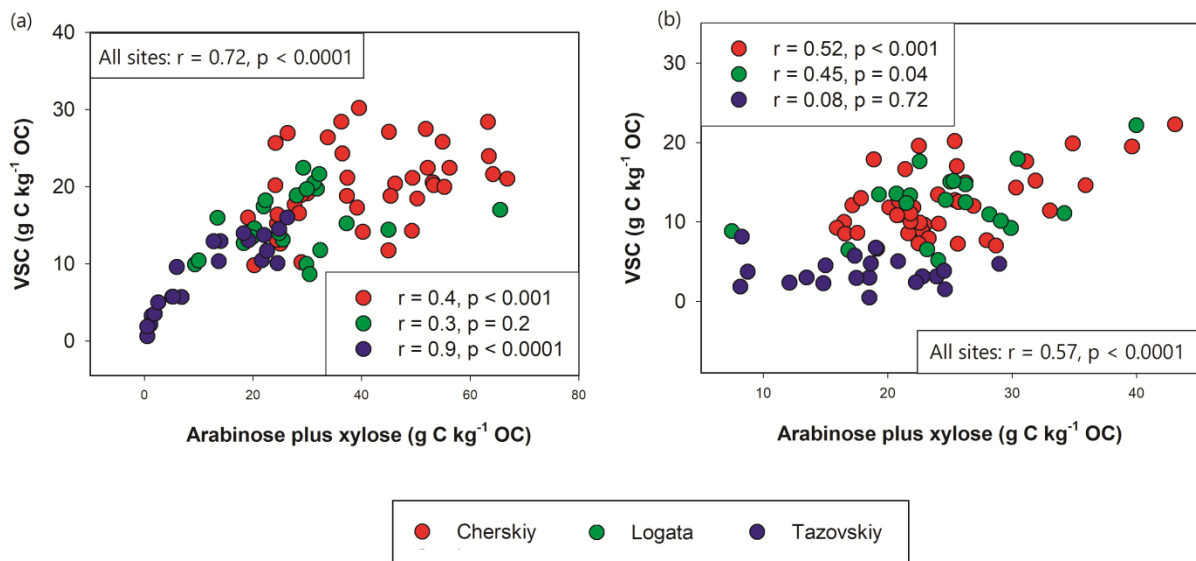 (a)
40
30
20
10
0
VSC (g C kg⁻¹ OC)
All sites: r = 0.72, p < 0.0001
r = 0.4, p < 0.001
r = 0.3, p = 0.2
r = 0.9, p < 0.0001
0 20 40 60 80
Arabinose plus xylose (g C kg⁻¹ OC)
(b)
30
20
10
0
VSC (g C kg⁻¹ OC)
r = 0.52, p < 0.001
r = 0.45, p = 0.04
r = 0.08, p = 0.72
All sites: r = 0.57, p < 0.0001
10 20 30 40
Arabinose plus xylose (g C kg⁻¹ OC)
Cherskiy Logata Tazovskiy